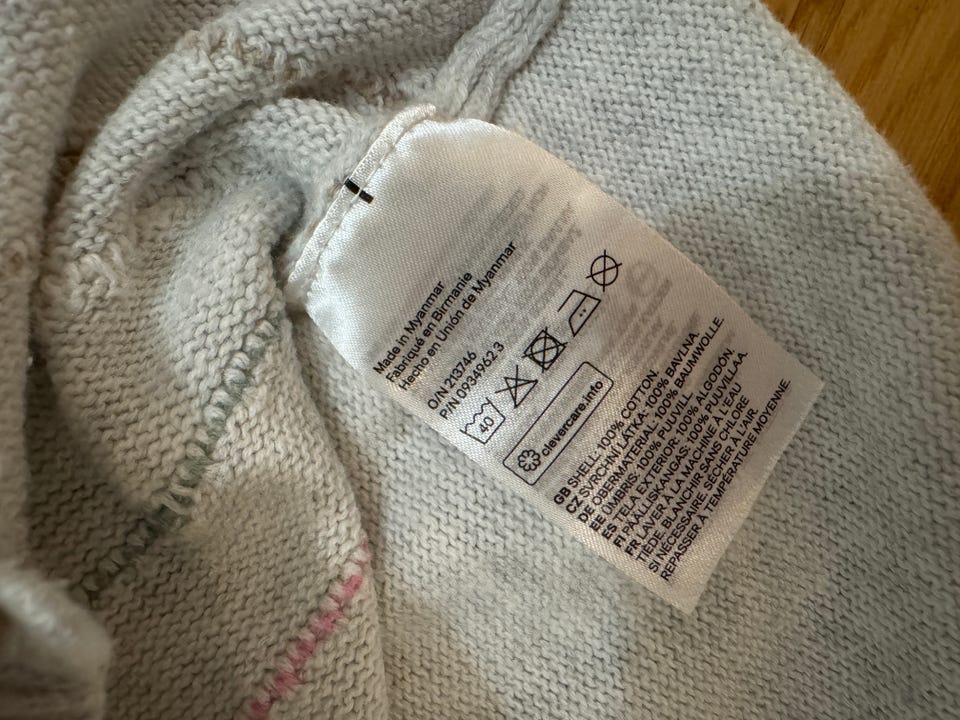 Made in Myanmar
Fabriqué en Birmanie
Hecho en Unión de Myanmar
O/N 213746
P/N 0934962 3
40
clevercare.info
GB SHELL: 100% COTTON.
CZ SVRCHNÍ LÁTKA: 100% BAVLNA.
DE OBERMATERIAL: 100% BAUMWOLLE.
EE ÜMBRIS: 100% PUUVILL.
ES TELA EXTERIOR: 100% ALGODÓN.
FI PÄÄLLISKANGAS: 100% PUUVILLAA.
FR LAVER À LA MACHINE À L'EAU
TIÈDE. BLANCHIR SANS CHLORE
SI NÉCESSAIRE. SÉCHER À L'AIR.
REPASSER À TEMPÉRATURE MOYENNE.